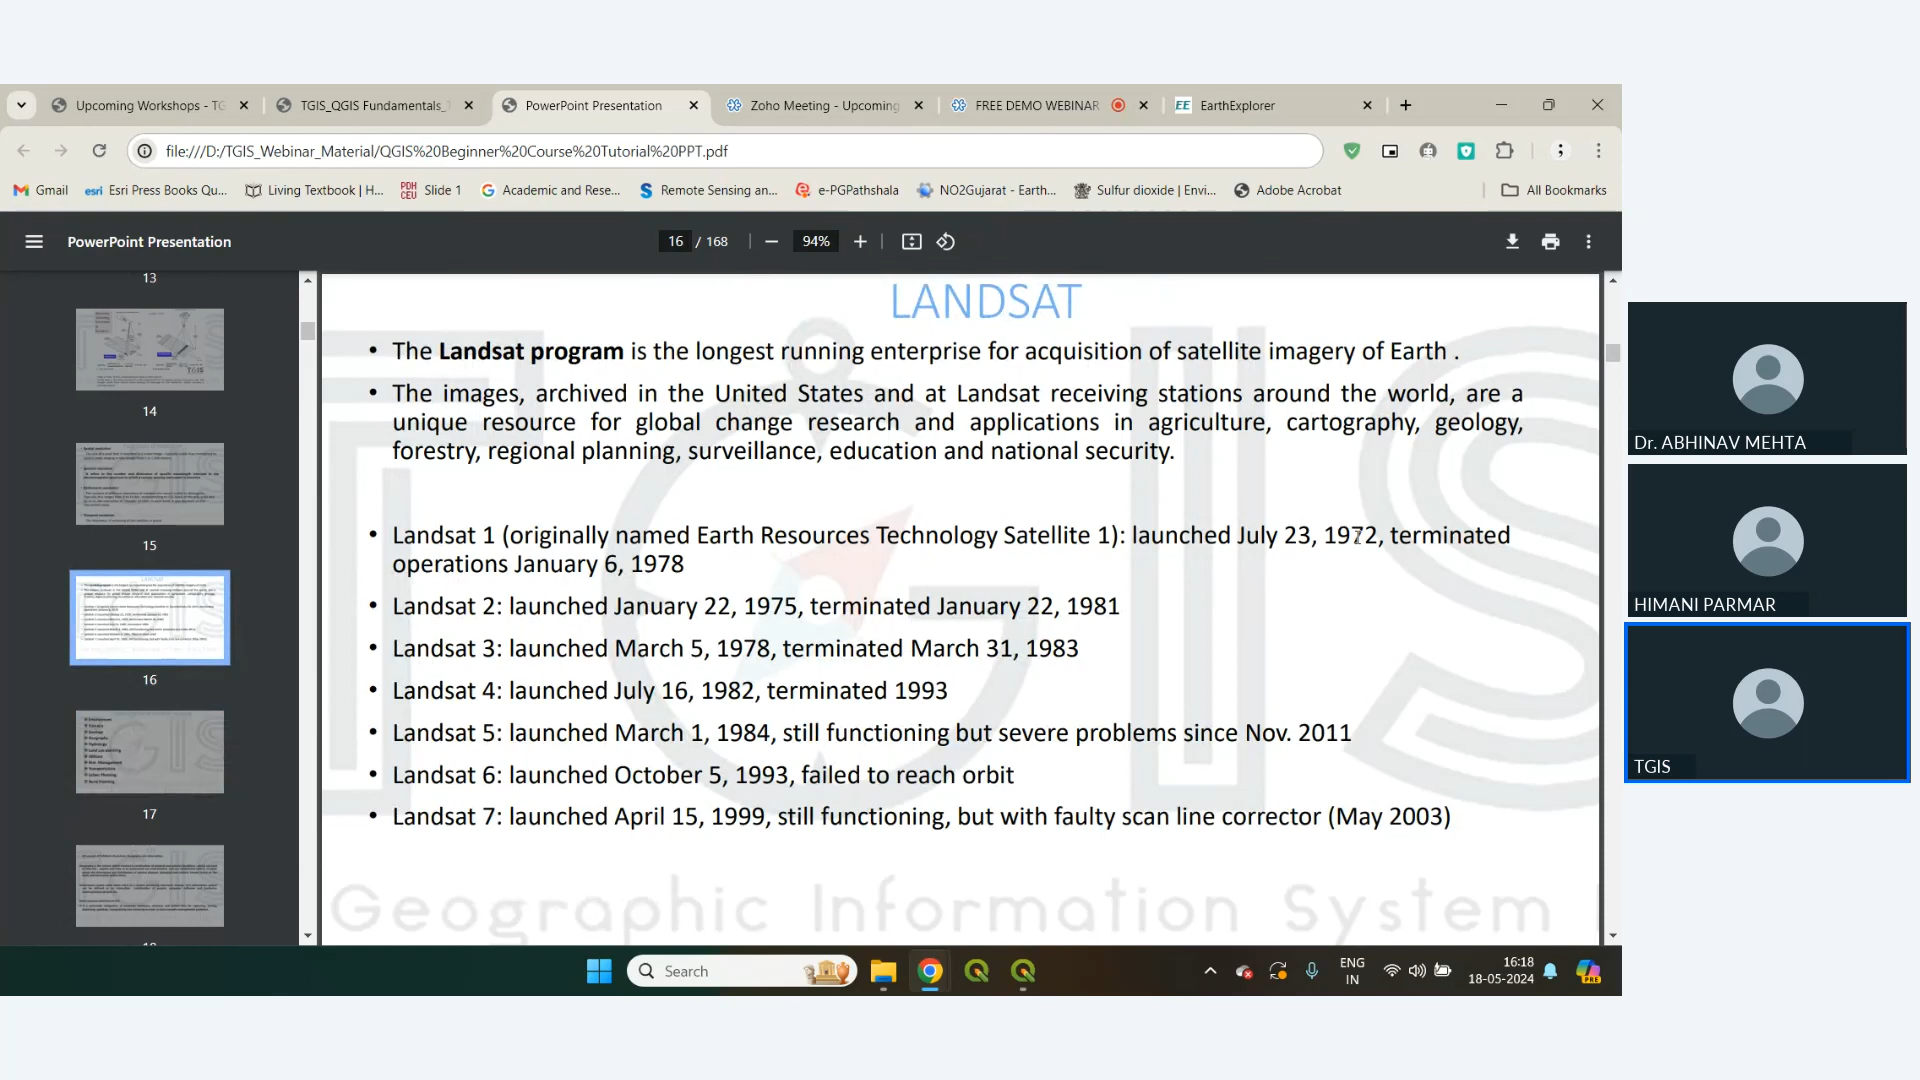 Upcoming Workshops - TG
TGIS_QGIS Fundamentals_
PowerPoint Presentation
Zoho Meeting - Upcoming
FREE DEMO WEBINAR
EE EarthExplorer
file:///D:/TGIS_Webinar_Material/QGIS%20Beginner%20Course%20Tutorial%20PPT.pdf
Gmail
esri Esri Press Books Qu...
Living Textbook | H...
PDH CEU Slide 1
Academic and Rese...
Remote Sensing an...
e-PGPathshala
NO2Gujarat - Earth...
Sulfur dioxide | Envi...
Adobe Acrobat
All Bookmarks
PowerPoint Presentation
16 / 168
94%
13
14
15
16
17
LANDSAT
• The Landsat program is the longest running enterprise for acquisition of satellite imagery of Earth .
• The images, archived in the United States and at Landsat receiving stations around the world, are a
unique resource for global change research and applications in agriculture, cartography, geology,
forestry, regional planning, surveillance, education and national security.
• Landsat 1 (originally named Earth Resources Technology Satellite 1): launched July 23, 1972, terminated
operations January 6, 1978
• Landsat 2: launched January 22, 1975, terminated January 22, 1981
• Landsat 3: launched March 5, 1978, terminated March 31, 1983
• Landsat 4: launched July 16, 1982, terminated 1993
• Landsat 5: launched March 1, 1984, still functioning but severe problems since Nov. 2011
• Landsat 6: launched October 5, 1993, failed to reach orbit
• Landsat 7: launched April 15, 1999, still functioning, but with faulty scan line corrector (May 2003)
TGIS
Geographic Information System
Dr. ABHINAV MEHTA
HIMANI PARMAR
TGIS
Search
ENG
IN
16:18
18-05-2024
PRE